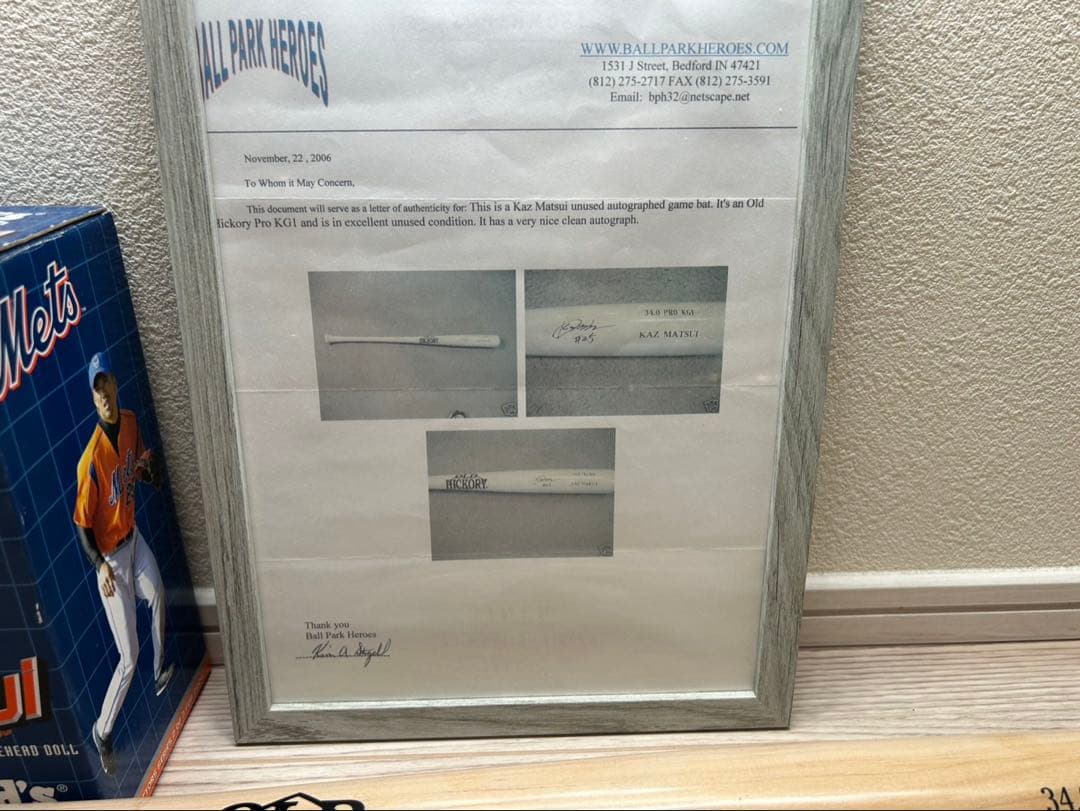 BALL PARK HEROES
WWW.BALLPARKHEROES.COM
1531 J Street, Bedford IN 47421
(812) 275-2717 FAX (812) 275-3591
Email: bph32@netscape.net
November, 22 , 2006
To Whom it May Concern,
This document will serve as a letter of authenticity for: This is a Kaz Matsui unused autographed game bat. It's an Old
Hickory Pro KG1 and is in excellent unused condition. It has a very nice clean autograph.
HICKORY
34.0 PRO KG1
KAZ MATSUI
#25
OLD
HICKORY
Thank you
Ball Park Heroes
Mets
Mets
UI
EHEAD DOLL
d's®
34